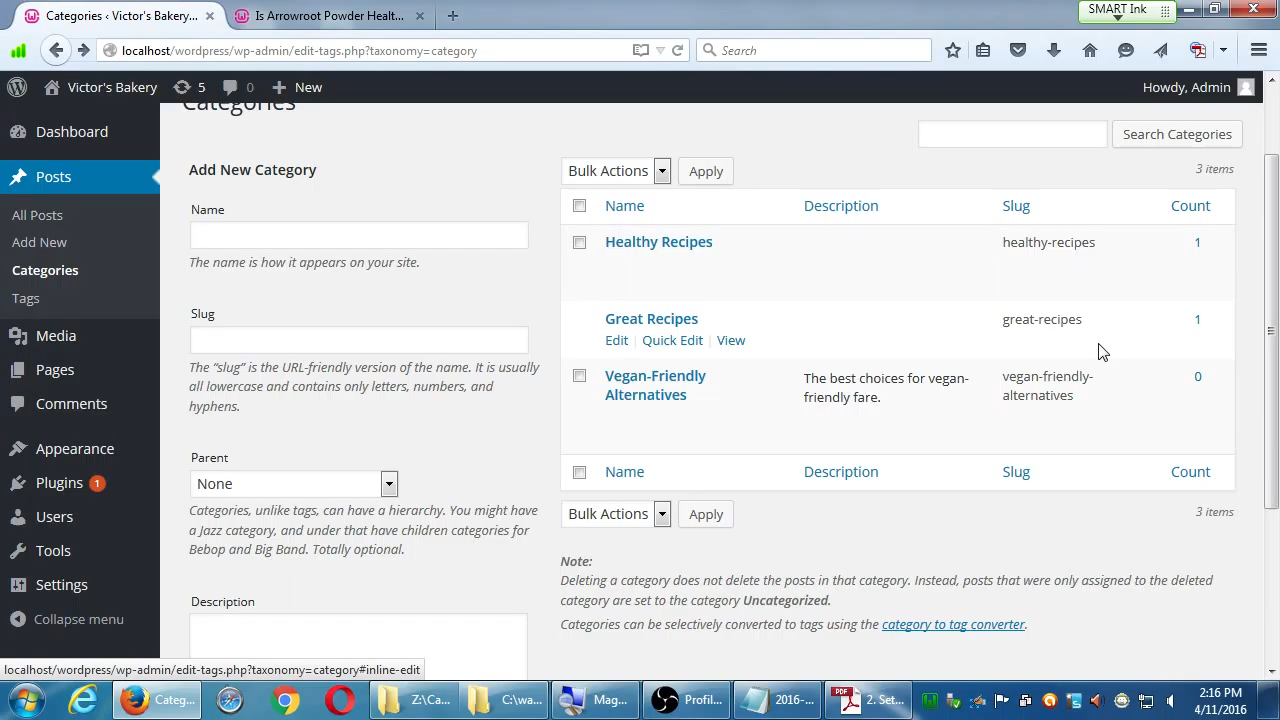 Categories ‹ Victor's Bakery...
Is Arrowroot Powder Healt...
SMART Ink
localhost/wordpress/wp-admin/edit-tags.php?taxonomy=category
Search
Victor's Bakery
5
0
New
Howdy, Admin
Dashboard
Posts
All Posts
Add New
Categories
Tags
Media
Pages
Comments
Appearance
Plugins 1
Users
Tools
Settings
Collapse menu
Categories
Search Categories
Add New Category
Name
The name is how it appears on your site.
Slug
The “slug” is the URL-friendly version of the name. It is usually
all lowercase and contains only letters, numbers, and
hyphens.
Parent
None
Categories, unlike tags, can have a hierarchy. You might have
a Jazz category, and under that have children categories for
Bebop and Big Band. Totally optional.
Description
Bulk Actions Apply 3 items
Name Description Slug Count
Healthy Recipes healthy-recipes 1
Great Recipes great-recipes 1
Edit | Quick Edit | View
Vegan-Friendly The best choices for vegan- vegan-friendly- 0
Alternatives friendly fare. alternatives
Name Description Slug Count
Bulk Actions Apply 3 items
Note:
Deleting a category does not delete the posts in that category. Instead, posts that were only assigned to the deleted
category are set to the category Uncategorized.
Categories can be selectively converted to tags using the category to tag converter.
localhost/wordpress/wp-admin/edit-tags.php?taxonomy=category#inline-edit
Categ...
Z:\Ca...
C:\wa...
Mag...
Profil...
2016-...
PDF
2. Set...
2:16 PM
4/11/2016